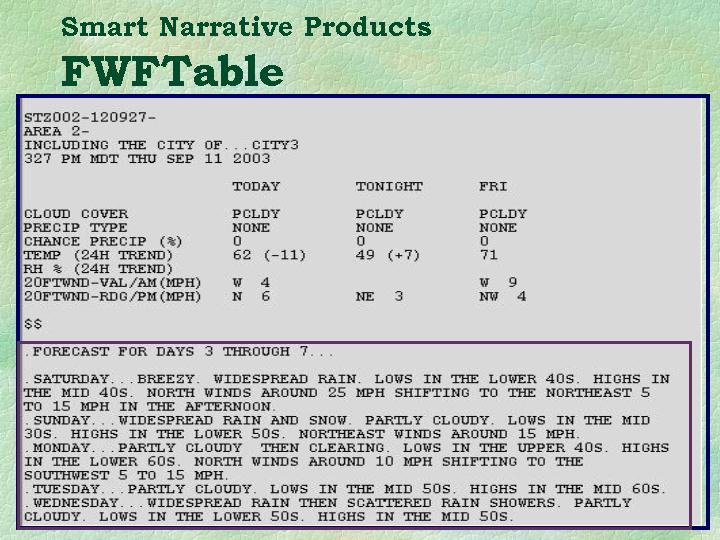 Smart Narrative Products
FWFTable
STZ002-120927-
AREA 2-
INCLUDING THE CITY OF...CITY3
327 PM MDT THU SEP 11 2003
TODAY TONIGHT FRI
CLOUD COVER PCLDY PCLDY PCLDY
PRECIP TYPE NONE NONE NONE
CHANCE PRECIP (%) 0 0 0
TEMP (24H TREND) 62 (-11) 49 (+7) 71
RH % (24H TREND)
20FTWND-VAL/AM(MPH) W 4 W 9
20FTWND-RDG/PM(MPH) N 6 NE 3 NW 4
$$
.FORECAST FOR DAYS 3 THROUGH 7...
.SATURDAY...BREEZY. WIDESPREAD RAIN. LOWS IN THE LOWER 40S. HIGHS IN
THE MID 40S. NORTH WINDS AROUND 25 MPH SHIFTING TO THE NORTHEAST 5
TO 15 MPH IN THE AFTERNOON.
.SUNDAY...WIDESPREAD RAIN AND SNOW. PARTLY CLOUDY. LOWS IN THE MID
30S. HIGHS IN THE LOWER 50S. NORTHEAST WINDS AROUND 15 MPH.
.MONDAY...PARTLY CLOUDY THEN CLEARING. LOWS IN THE UPPER 40S. HIGHS
IN THE LOWER 60S. NORTH WINDS AROUND 10 MPH SHIFTING TO THE
SOUTHWEST 5 TO 15 MPH.
.TUESDAY...PARTLY CLOUDY. LOWS IN THE MID 50S. HIGHS IN THE MID 60S.
.WEDNESDAY...WIDESPREAD RAIN THEN SCATTERED RAIN SHOWERS. PARTLY
CLOUDY. LOWS IN THE LOWER 50S. HIGHS IN THE MID 50S.